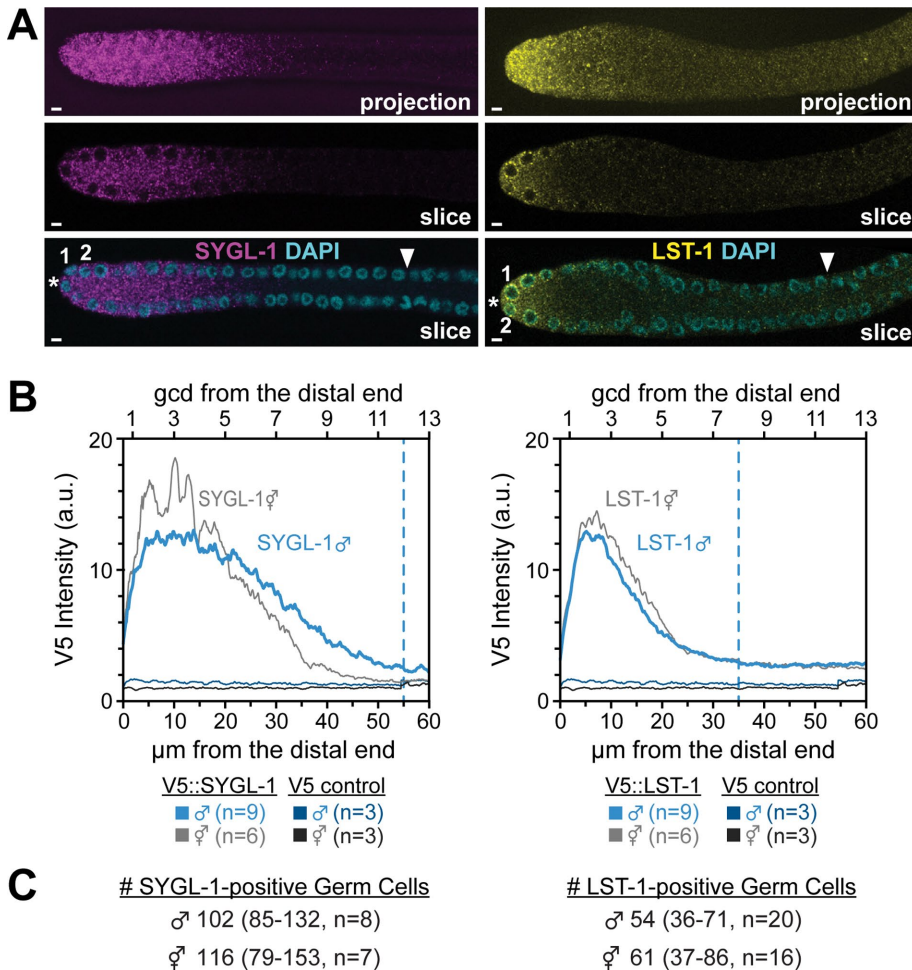 A
projection
projection
slice
slice
1 2 SYGL-1 DAPI
*
slice
LST-1 DAPI
1
*
2
slice
B
gcd from the distal end
1 3 5 7 9 11 13
20
10
0
V5 Intensity (a.u.)
SYGL-1⚥
SYGL-1♂
0 10 20 30 40 50 60
µm from the distal end
V5::SYGL-1 V5 control
♂ (n=9) ♂ (n=3)
⚥ (n=6) ⚥ (n=3)
gcd from the distal end
1 3 5 7 9 11 13
20
10
0
V5 Intensity (a.u.)
LST-1⚥
LST-1♂
0 10 20 30 40 50 60
µm from the distal end
V5::LST-1 V5 control
♂ (n=9) ♂ (n=3)
⚥ (n=6) ⚥ (n=3)
C
# SYGL-1-positive Germ Cells
♂ 102 (85-132, n=8)
⚥ 116 (79-153, n=7)
# LST-1-positive Germ Cells
♂ 54 (36-71, n=20)
⚥ 61 (37-86, n=16)